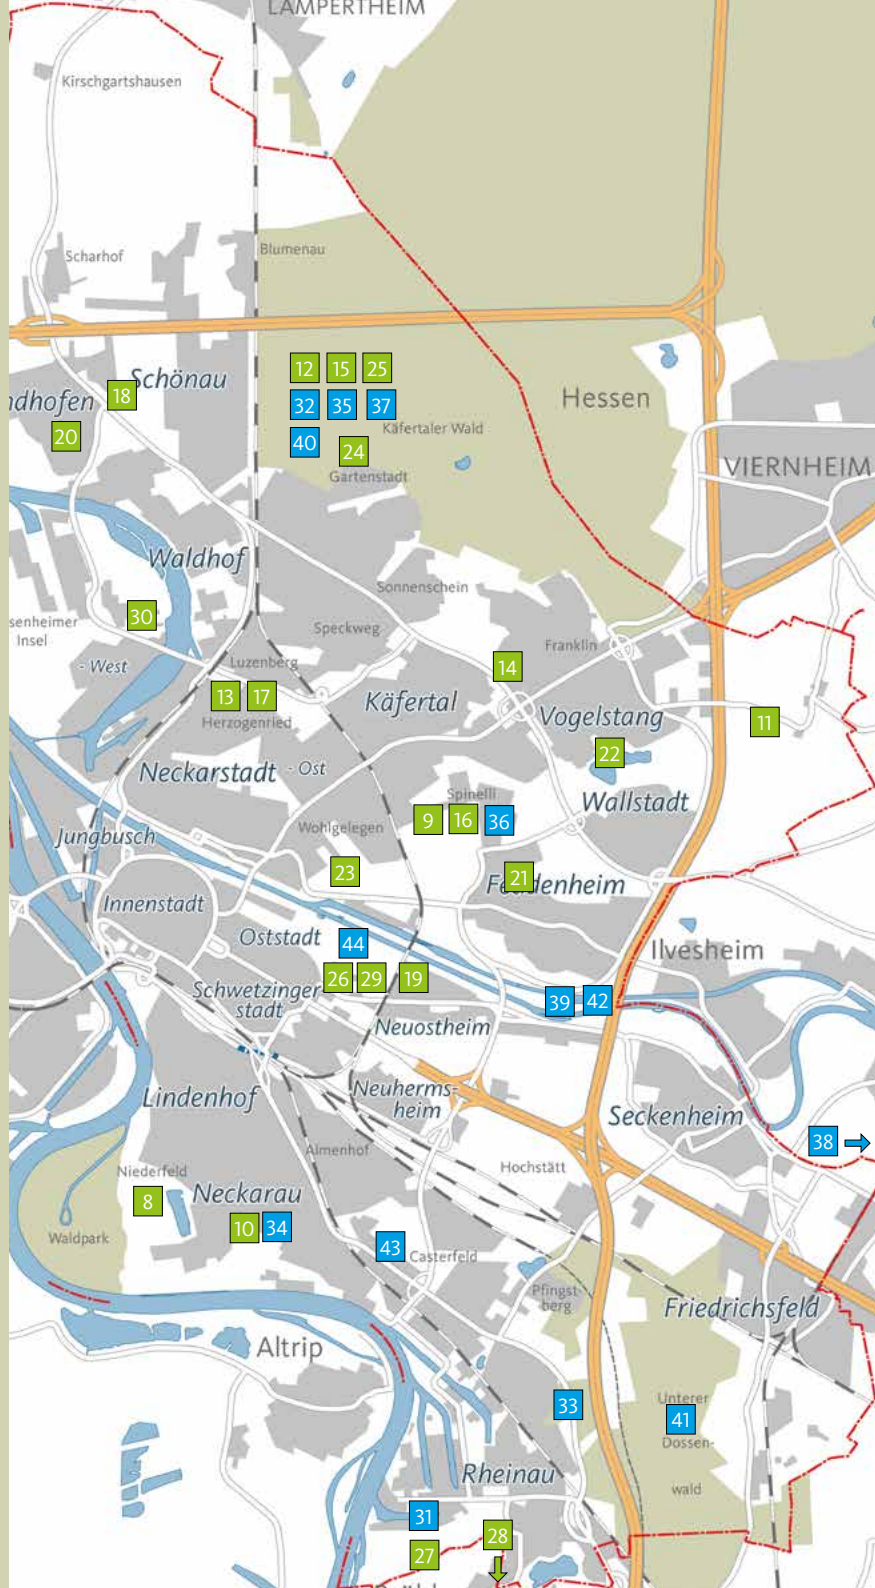 LAMPERTHEIM
Kirschgartshausen
Scharhof
Blumenau
Schönau
12 15 25
32 35 37
40
24
Käfertaler Wald
Gartenstadt
Hessen
18
ndhofen
20
VIERNHEIM
Waldhof
Sonnenschein
30
senheimer
Insel
Speckweg
Franklin
- West
Luzenberg
14
13 17
Herzogenried
Käfertal
Vogelstang
11
22
Neckarstadt - Ost
Spinelli
Wallstadt
9 16 36
Jungbusch
Wohlgelegen
23
21
Feudenheim
Innenstadt
Oststadt
44
Ilvesheim
26 29 19
Schwetzinger
stadt
39 42
Neuostheim
Lindenhof
Neuherms-
heim
Seckenheim
38
Almenhof
Hochstätt
Niederfeld
8
Neckarau
10 34
Waldpark
43
Casterfeld
Pfingst-
berg
Friedrichsfeld
Altrip
33
Unterer
41
Dossen-
wald
Rheinau
31
28
27